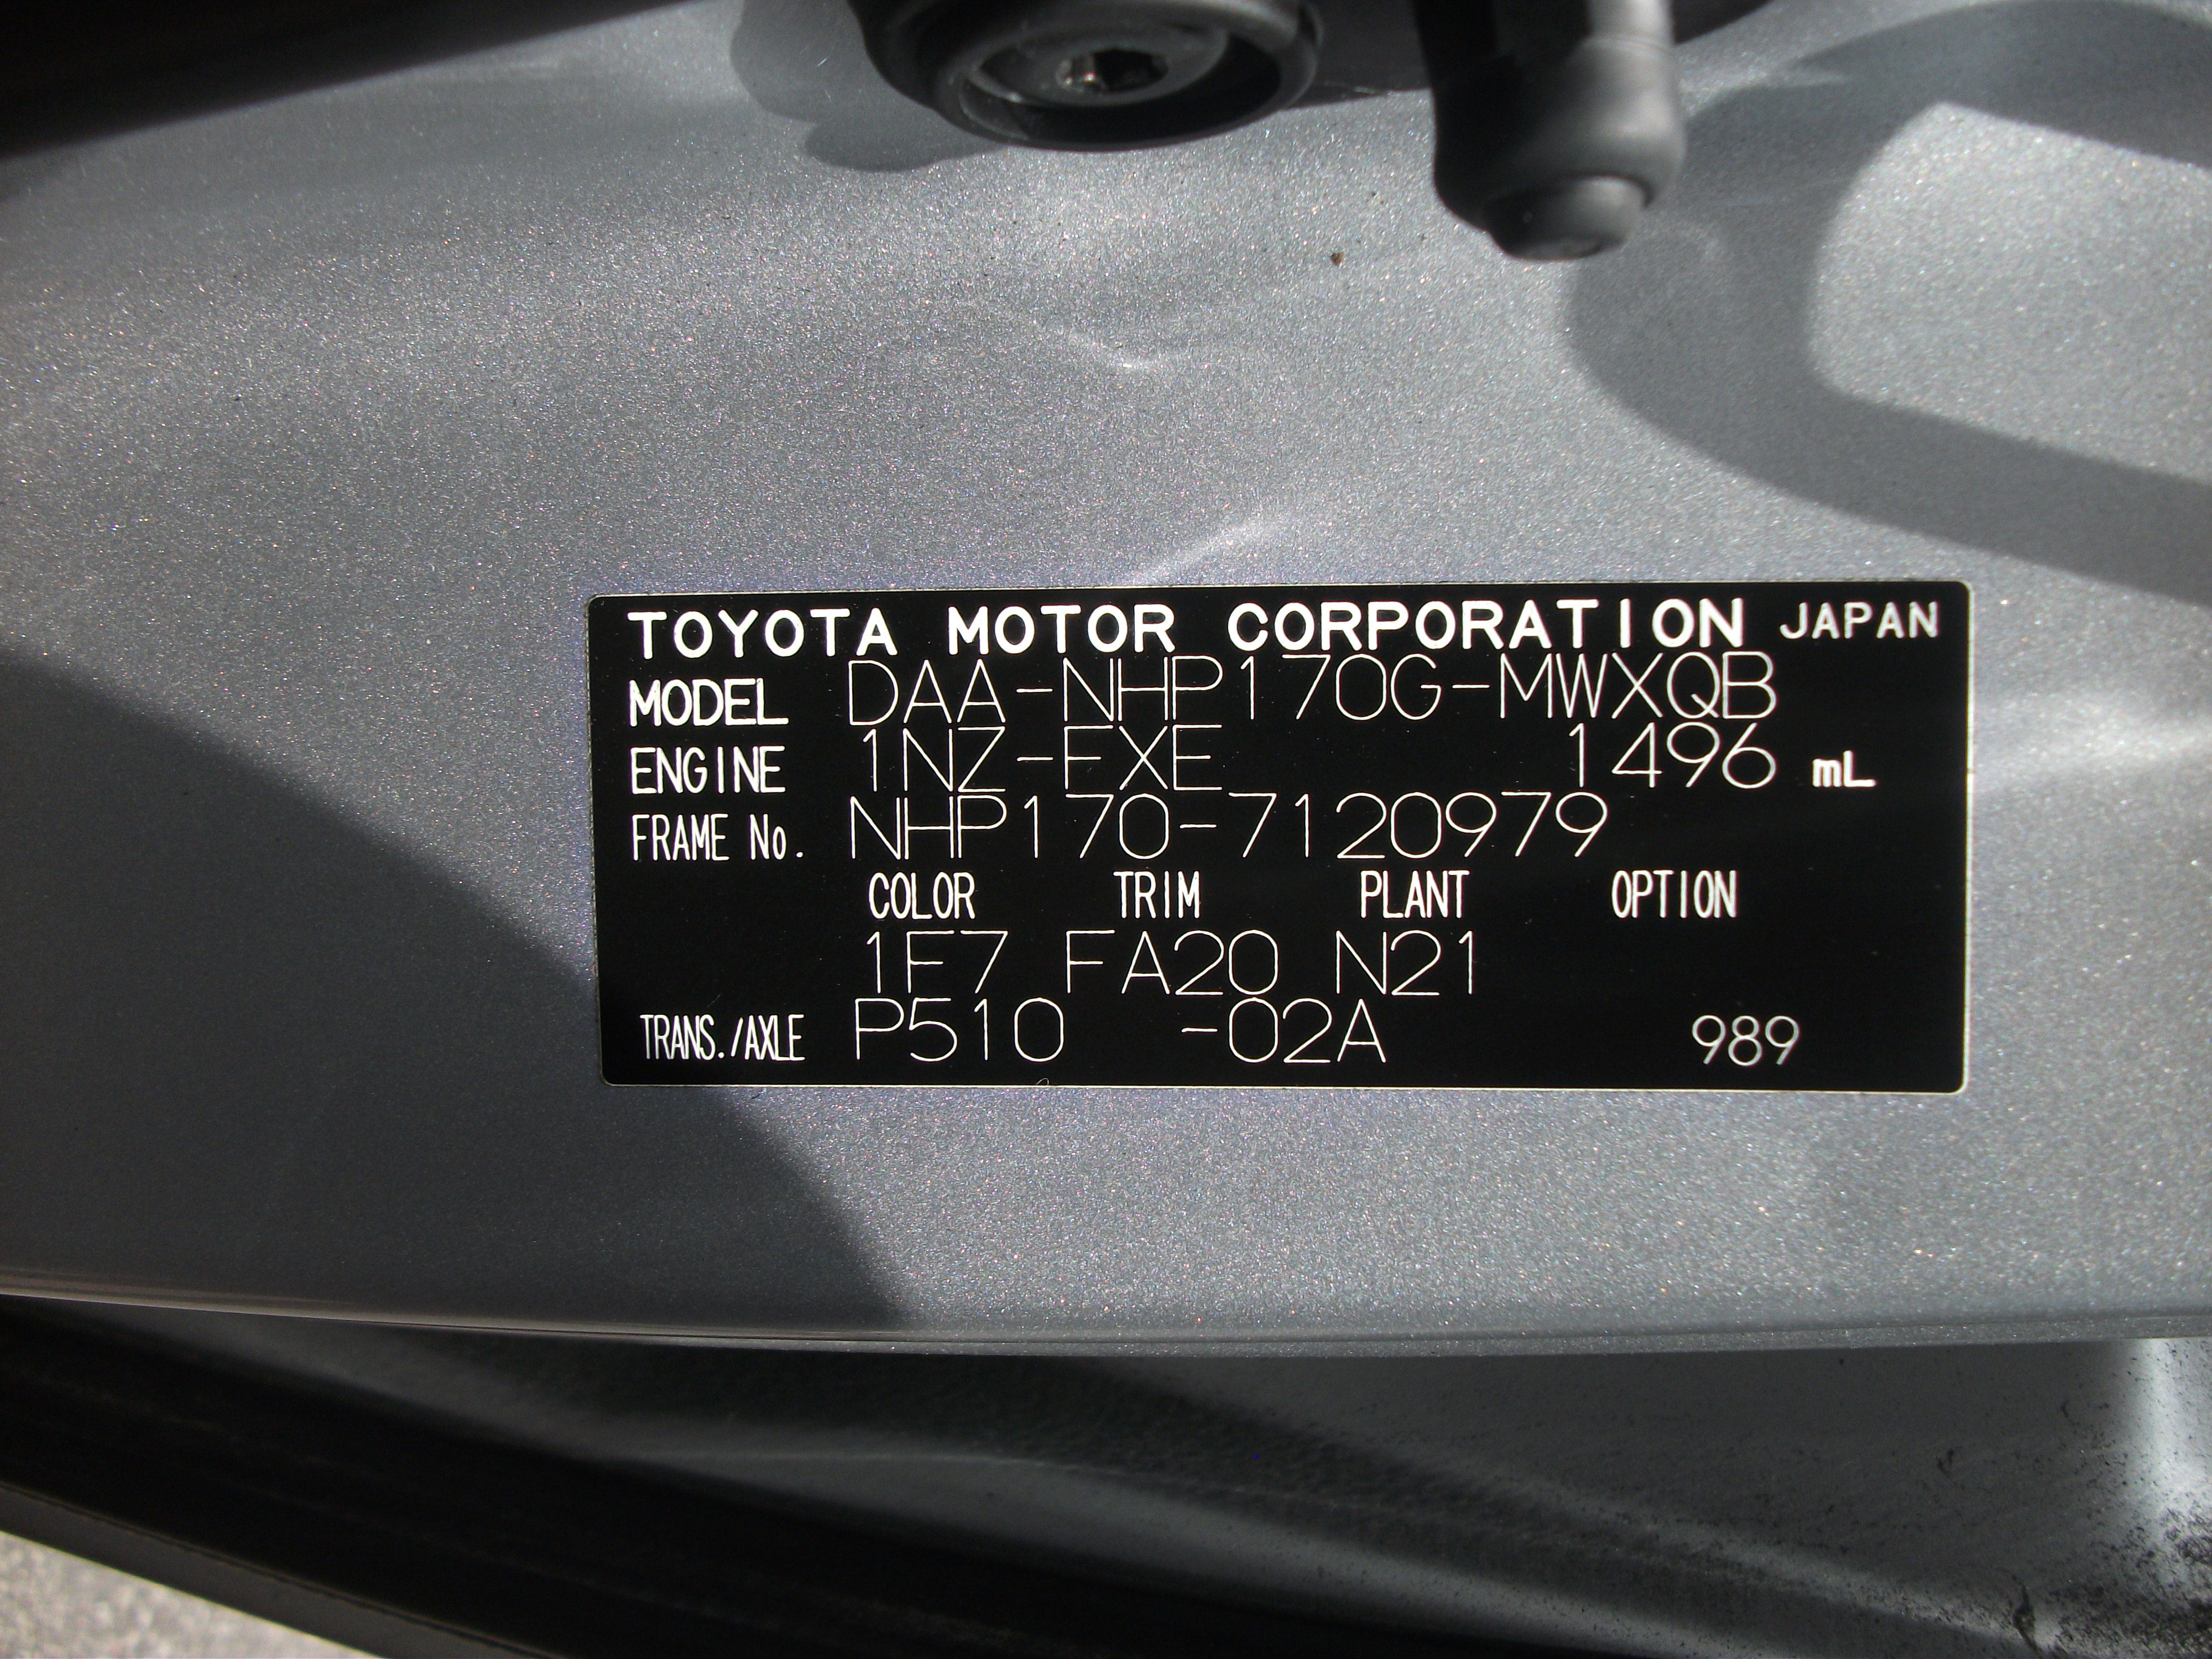 TOYOTA MOTOR CORPORATION JAPAN
MODEL DAA-NHP170G-MWXQB
ENGINE 1NZ-FXE 1496 mL
FRAME No. NHP170-7120979
COLOR TRIM PLANT OPTION
1F7 FA20 N21
TRANS./AXLE P510 -02A 989